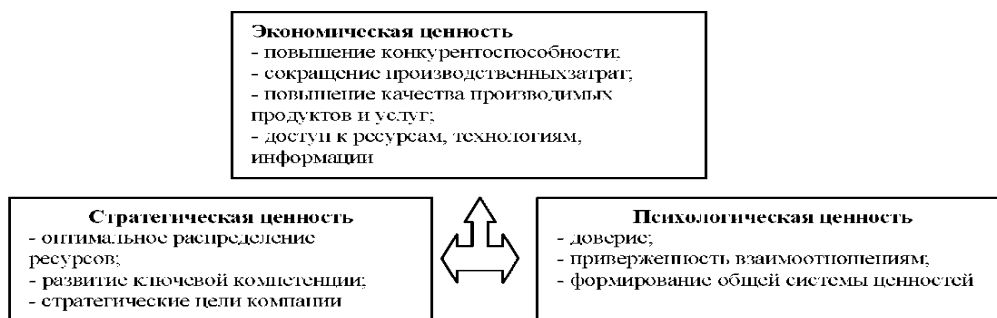 Экономическая ценность
- повышение конкурентоспособности;
- сокращение производственныхзатрат;
- повышение качества производимых
продуктов и услуг;
- доступ к ресурсам, технологиям,
информации
Стратегическая ценность
- оптимальное распределение
ресурсов;
- развитие ключевой компетенции;
- стратегические цели компании
Психологическая ценность
- доверие;
- приверженность взаимоотношениям;
- формирование общей системы ценностей